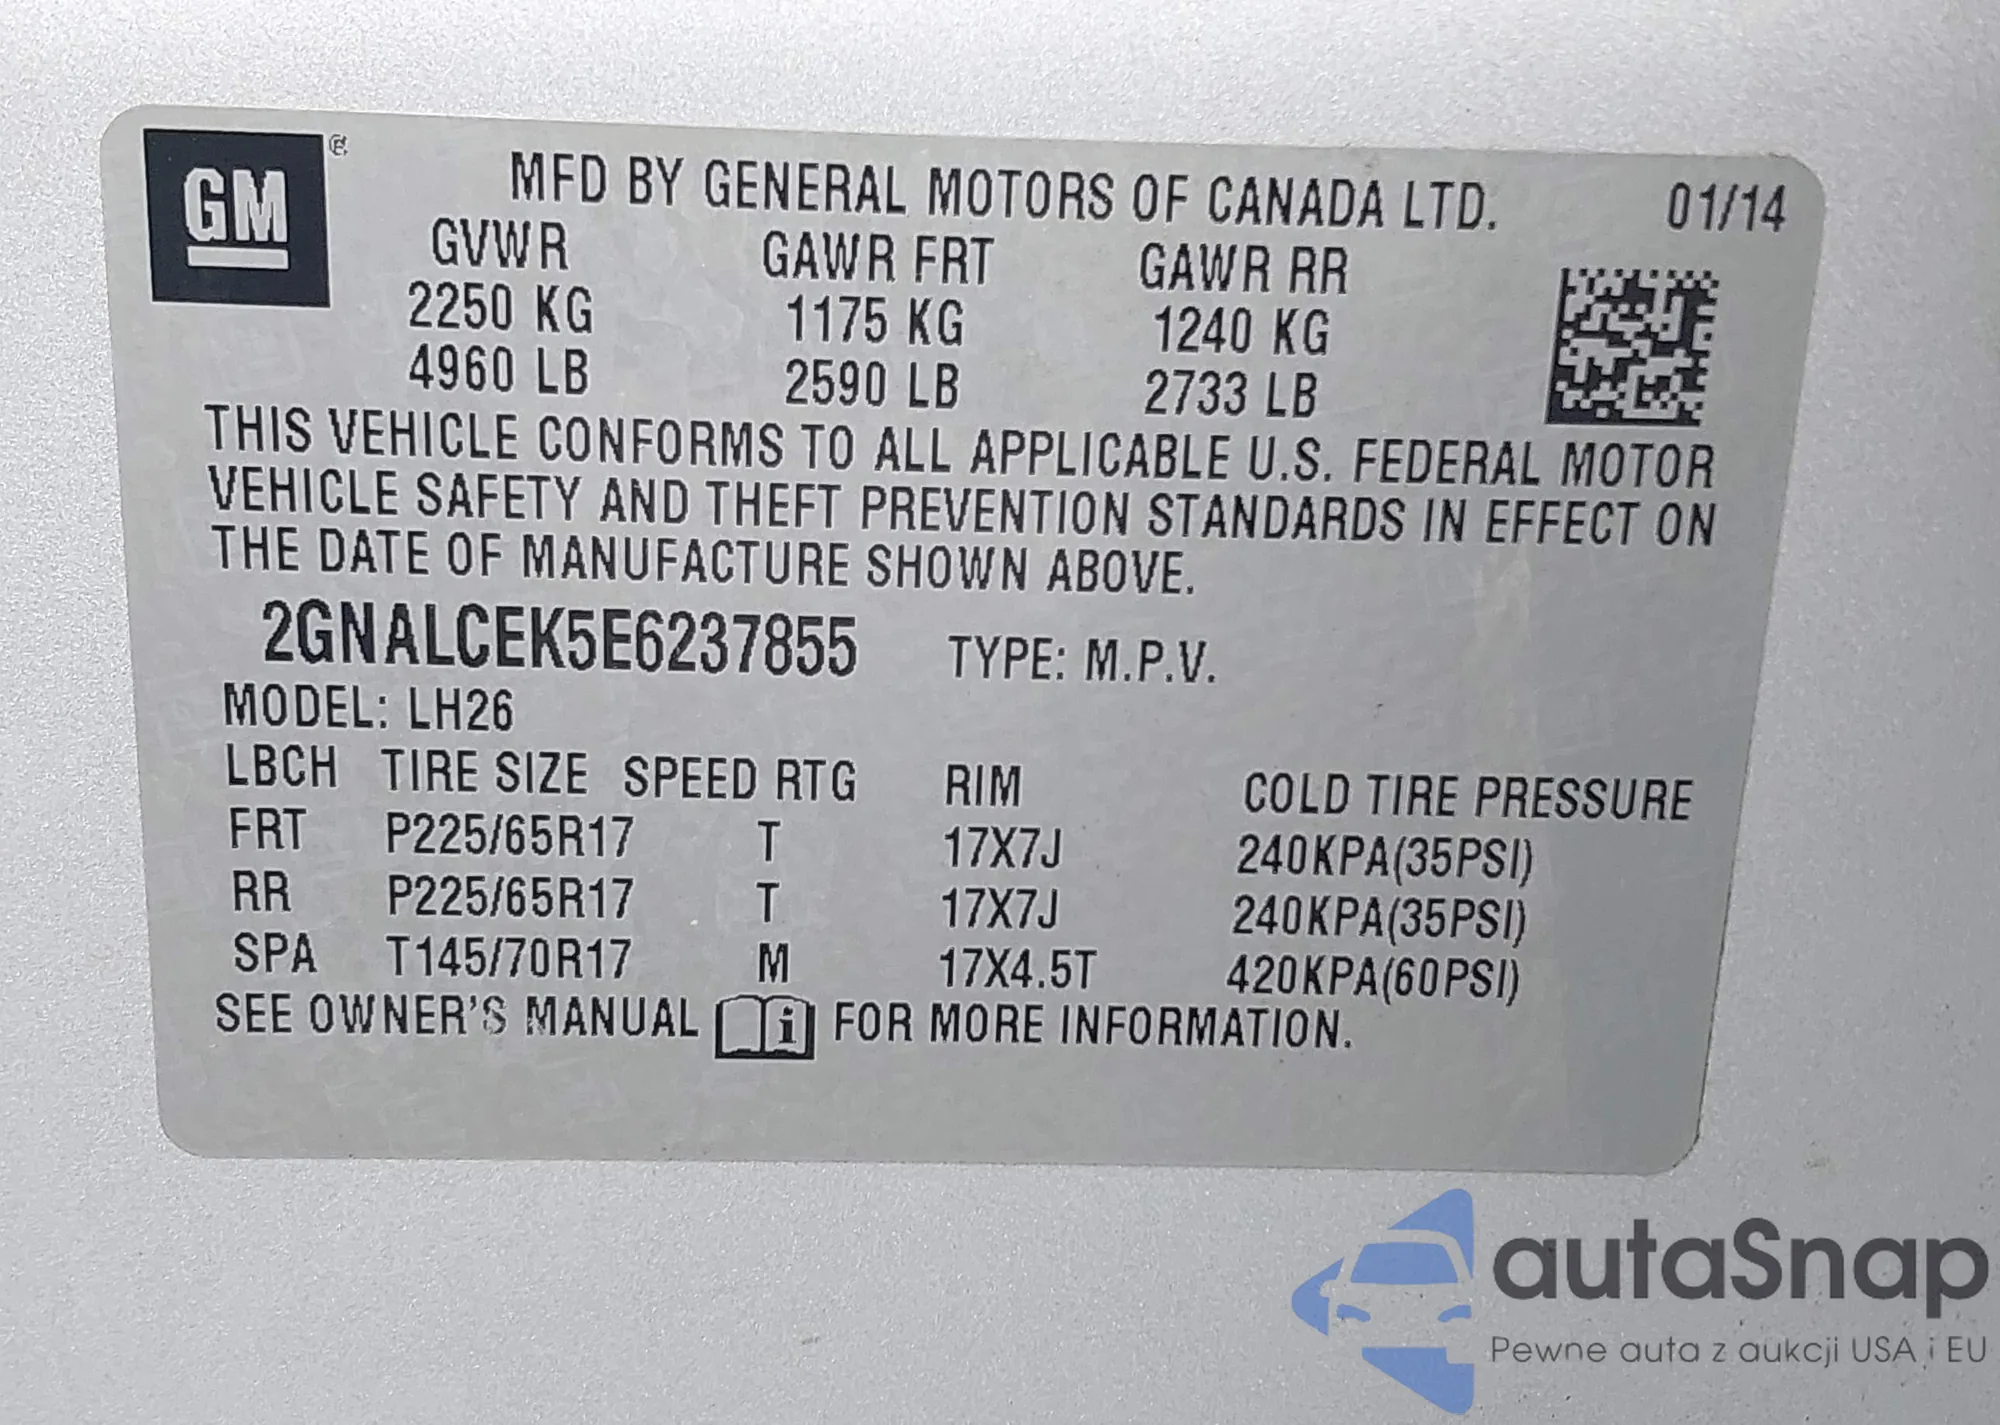 GM
MFD BY GENERAL MOTORS OF CANADA LTD. 01/14
GVWR GAWR FRT GAWR RR
2250 KG 1175 KG 1240 KG
4960 LB 2590 LB 2733 LB
THIS VEHICLE CONFORMS TO ALL APPLICABLE U.S. FEDERAL MOTOR
VEHICLE SAFETY AND THEFT PREVENTION STANDARDS IN EFFECT ON
THE DATE OF MANUFACTURE SHOWN ABOVE.
2GNALCEK5E6237855 TYPE: M.P.V.
MODEL: LH26
LBCH TIRE SIZE SPEED RTG RIM COLD TIRE PRESSURE
FRT P225/65R17 T 17X7J 240KPA(35PSI)
RR P225/65R17 T 17X7J 240KPA(35PSI)
SPA T145/70R17 M 17X4.5T 420KPA(60PSI)
SEE OWNER'S MANUAL i FOR MORE INFORMATION.
autaSnap
Pewne auta z aukcji USA i EU